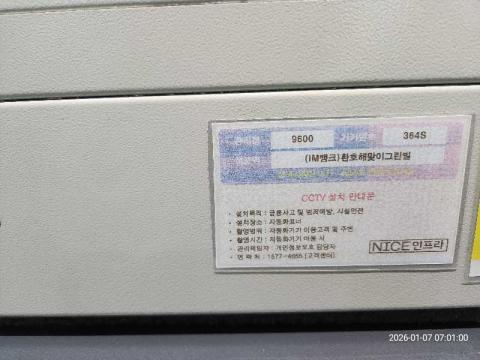 9600 기기번호 364S
(IM뱅크)환호해맞이그린빌
CCTV 설치 안내문
· 설치목적 : 금융사고 및 범죄예방, 시설안전
· 설치장소 : 자동화코너
· 촬영범위 : 자동화기기 이용고객 및 주변
· 촬영시간 : 자동화기기 이용 시
· 관리책임자 : 개인정보보호 담당자
· 연 락 처 : 1577-4655 [고객센터]
NICE 인프라
2026-01-07 07:01:00